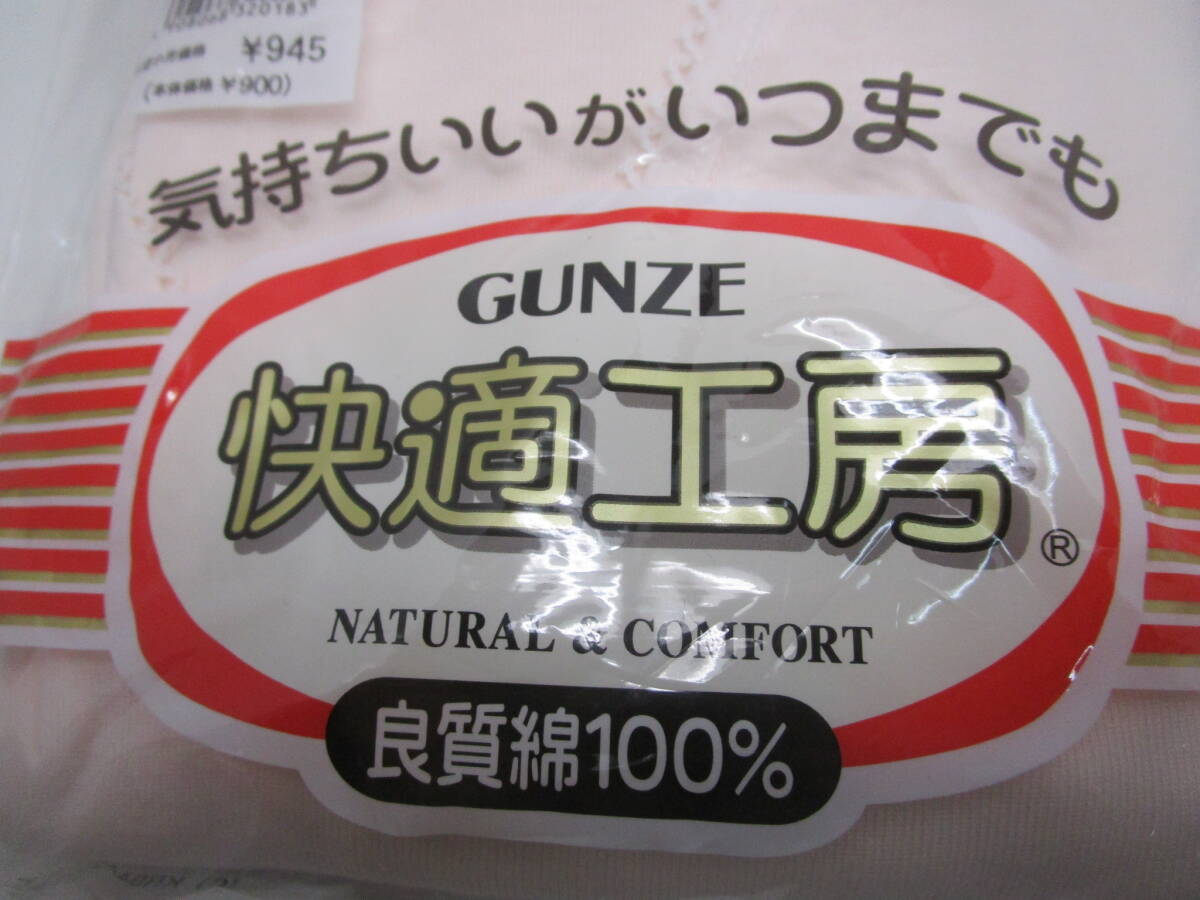 ¥945
(本体価格 ¥900)
気持ちいいがいつまでも
GUNZE
快適工房®
NATURAL & COMFORT
良質綿100%